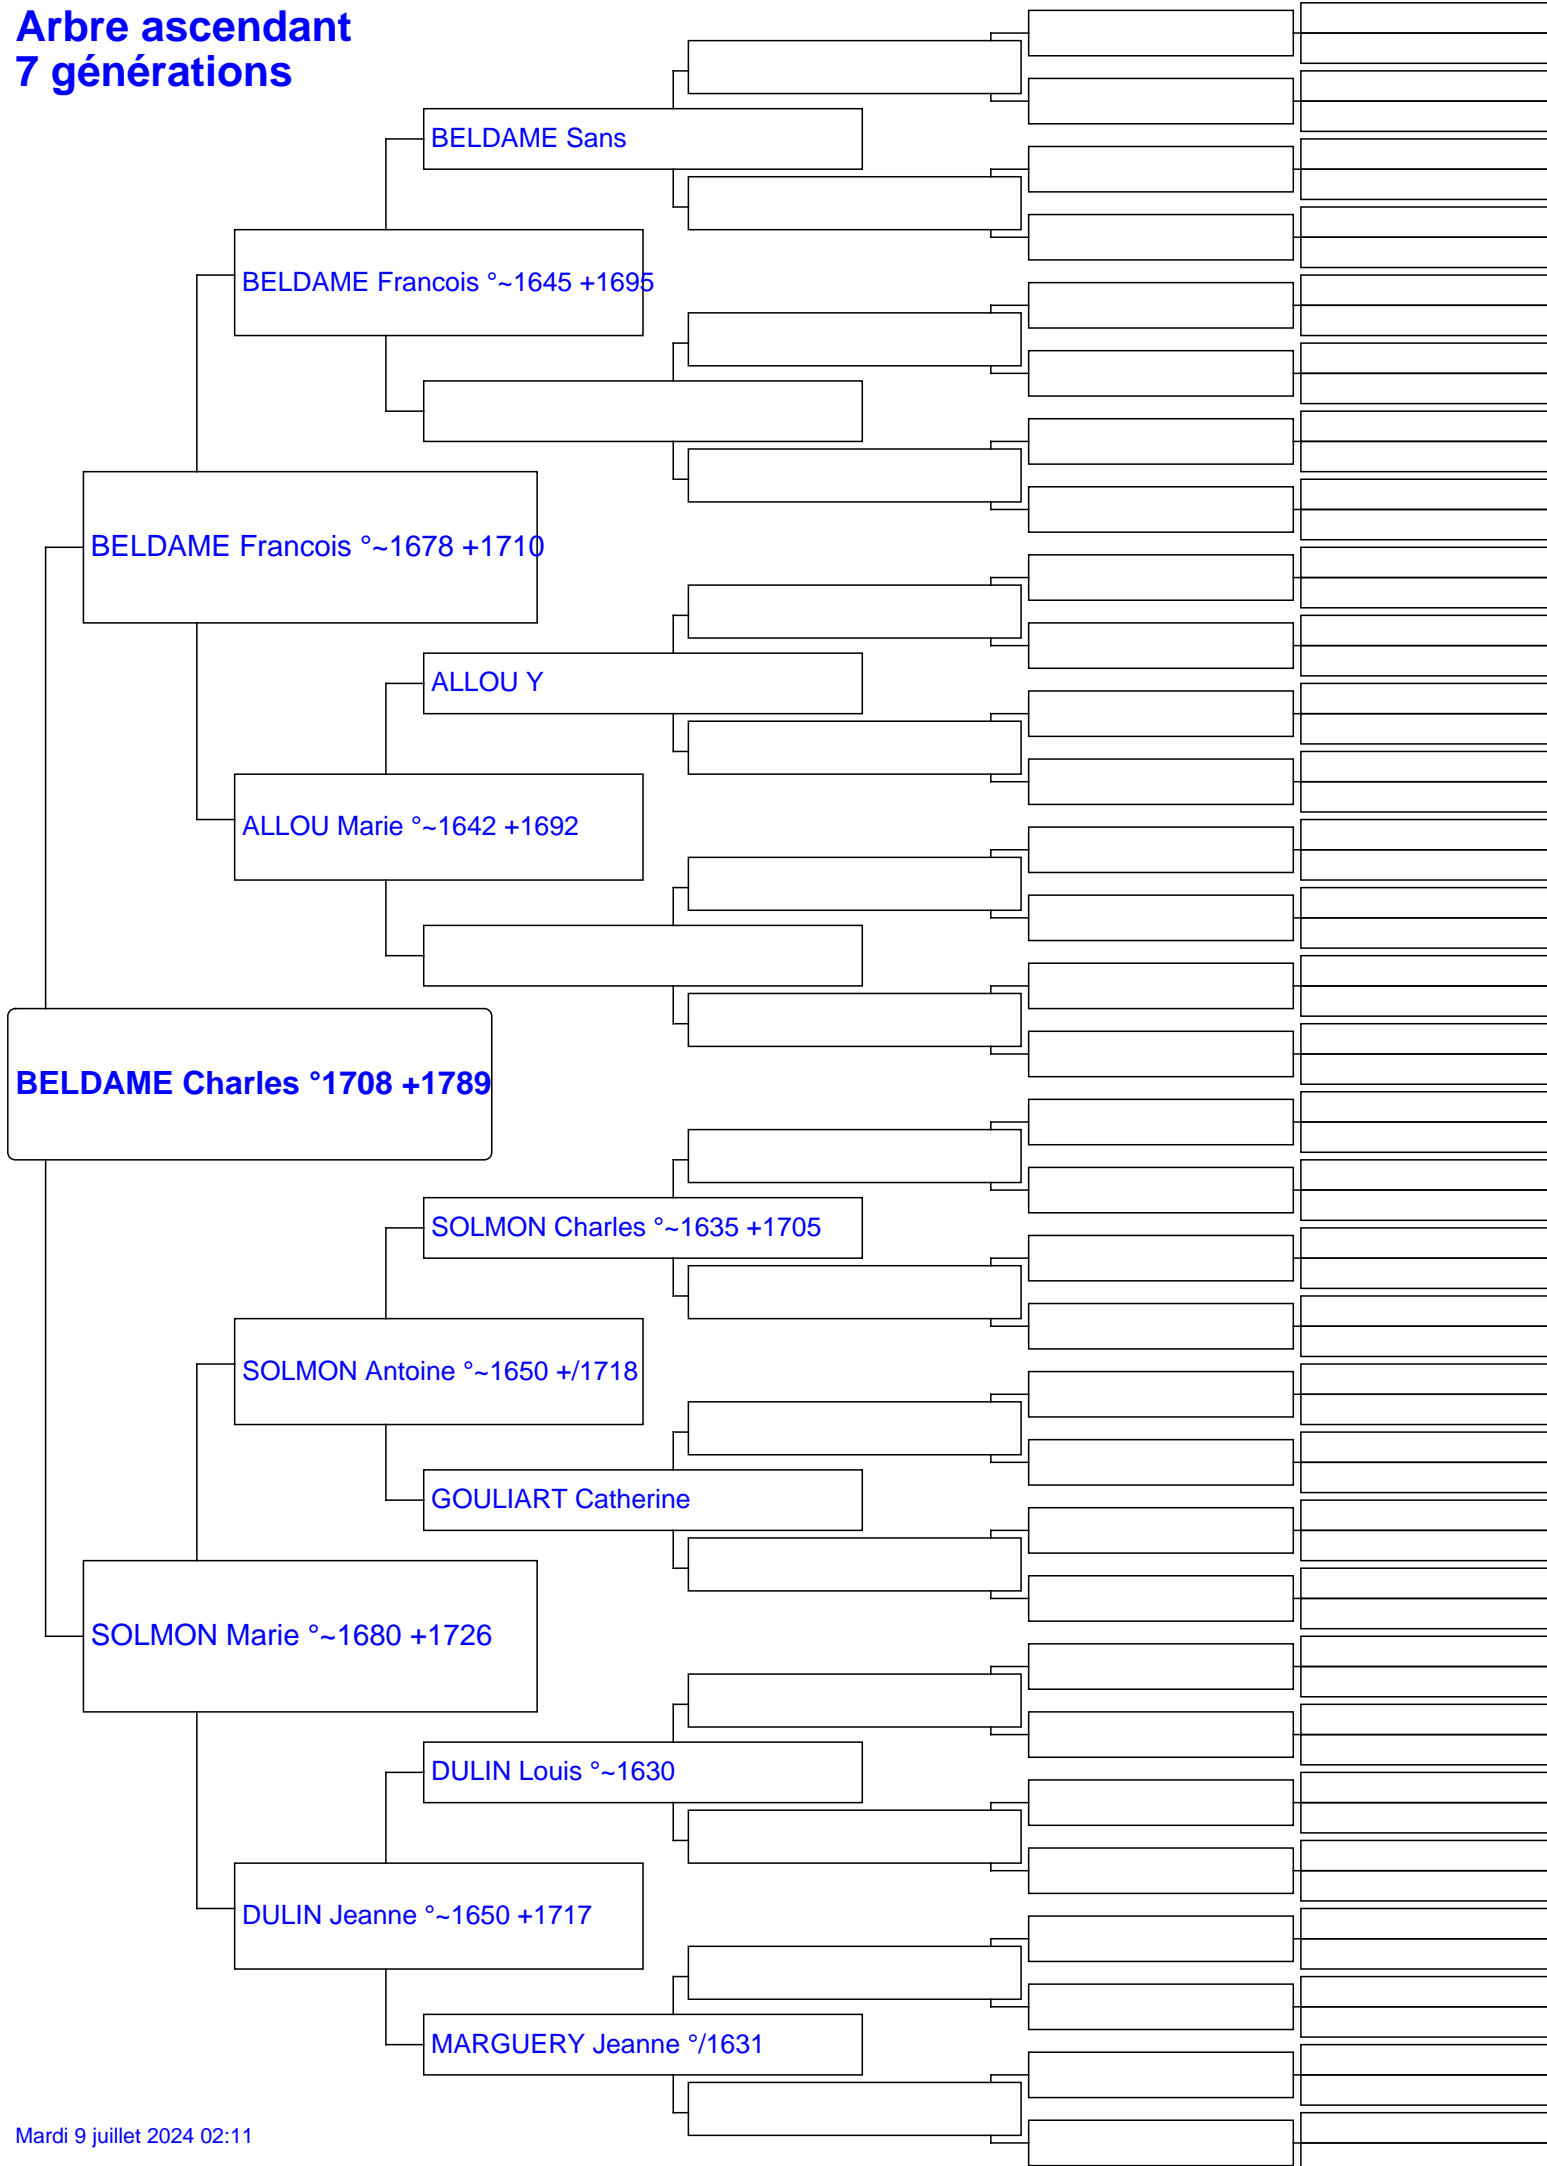 Arbre ascendant
7 générations
BELDAME Sans
BELDAME Francois °~1645 +1695
BELDAME Francois °~1678 +1710
ALLOU Y
ALLOU Marie °~1642 +1692
BELDAME Charles °1708 +1789
SOLMON Charles °~1635 +1705
SOLMON Antoine °~1650 +/1718
GOULIART Catherine
SOLMON Marie °~1680 +1726
DULIN Louis °~1630
DULIN Jeanne °~1650 +1717
MARGUERY Jeanne °/1631
Mardi 9 juillet 2024 02:11